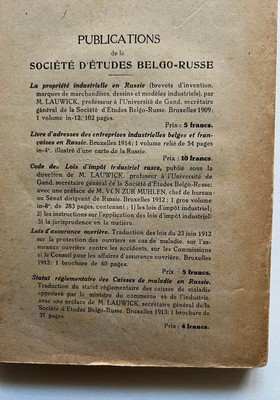 PUBLICATIONS
de la
SOCIÉTÉ D'ÉTUDES BELGO-RUSSE
La propriété industrielle en Russie (brevets d'invention,
marques de marchandises, dessins et modèles industriels), par
M. LAUWICK, professeur à l'Université de Gand, secrétaire
général de la Société d'Etudes Belgo-Russe. Bruxelles 1909;
1 volume in-12, 102 pages.
Prix : 5 francs.
Livre d'adresses des entreprises industrielles belges et fran-
çaises en Russie. Bruxelles 1914; 1 volume relié de 54 pages
in-4°. illustré d'une carte de la Russie.
Prix : 10 francs.
Code des Lois d'impôt industriel russe, publié sous la
direction de M. LAUWICK, professeur à l'Université de
Gand, secrétaire général de la Société d'Etudes Belgo-Russe;
avec une préface de M. VCN ZUR MUHLEN, chef de bureau
au Sénat dirigeant de Russie. Bruxelles 1912; 1 gros volume
in-8°, de 283 pages, contenant : 1) les lois d'impôt industriel;
2) les instructions sur l'application des lois d'impôt industriel;
3) la jurisprudence en la matière.
Lois d'assurance ouvrière. Traduction des lois du 23 juin 1912
sur la protection des ouvriers en cas de maladie, sur l'as-
surance ouvrière contre les accidents, sur les Commissions
et le Conseil pour les affaires d'assurance ouvrière. Bruxelles
1913; 1 brochure de 40 pages.
Prix : 5 francs.
Statut réglementaire des Caisses de maladie en Russie.
Traduction du statut réglementaire des caisses de maladie
approuvé par le ministre du commerce et de l'industrie,
avec une préface de M. LAUWICK, secrétaire général de la
Société d'Etudes Belgo-Russe. Bruxelles 1913; 1 brochure de
31 pages
Prix : 4 francs.